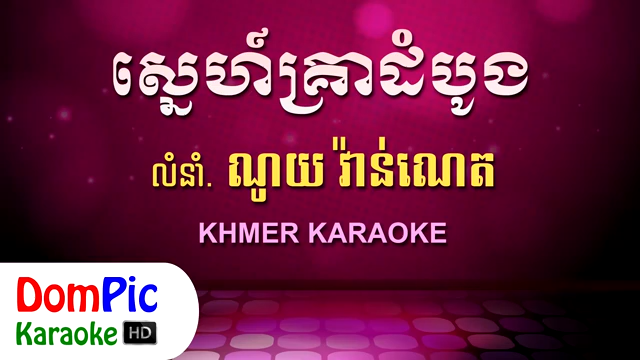 ស្នេហ៍គ្រាដំបូង
លំនាំ. ណូយ វ៉ាន់ណេត
KHMER KARAOKE
DomPic
Karaoke HD